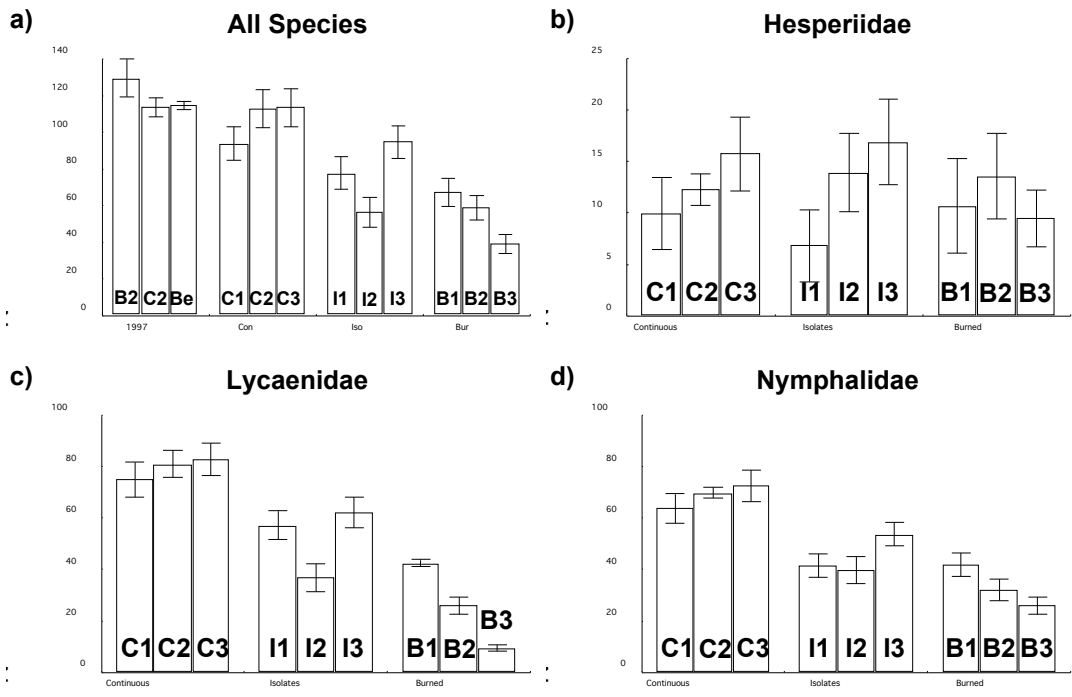 a) All Species
140
120
100
80
60
40
20
0
B2 C2 Be C1 C2 C3 I1 I2 I3 B1 B2 B3
1997 Con Iso Bur
b) Hesperiidae
25
20
15
10
5
0
C1 C2 C3 I1 I2 I3 B1 B2 B3
Continuous Isolates Burned
c) Lycaenidae
100
80
60
40
20
0
C1 C2 C3 I1 I2 I3 B1 B2 B3
Continuous Isolates Burned
d) Nymphalidae
100
80
60
40
20
0
C1 C2 C3 I1 I2 I3 B1 B2 B3
Continuous Isolates Burned